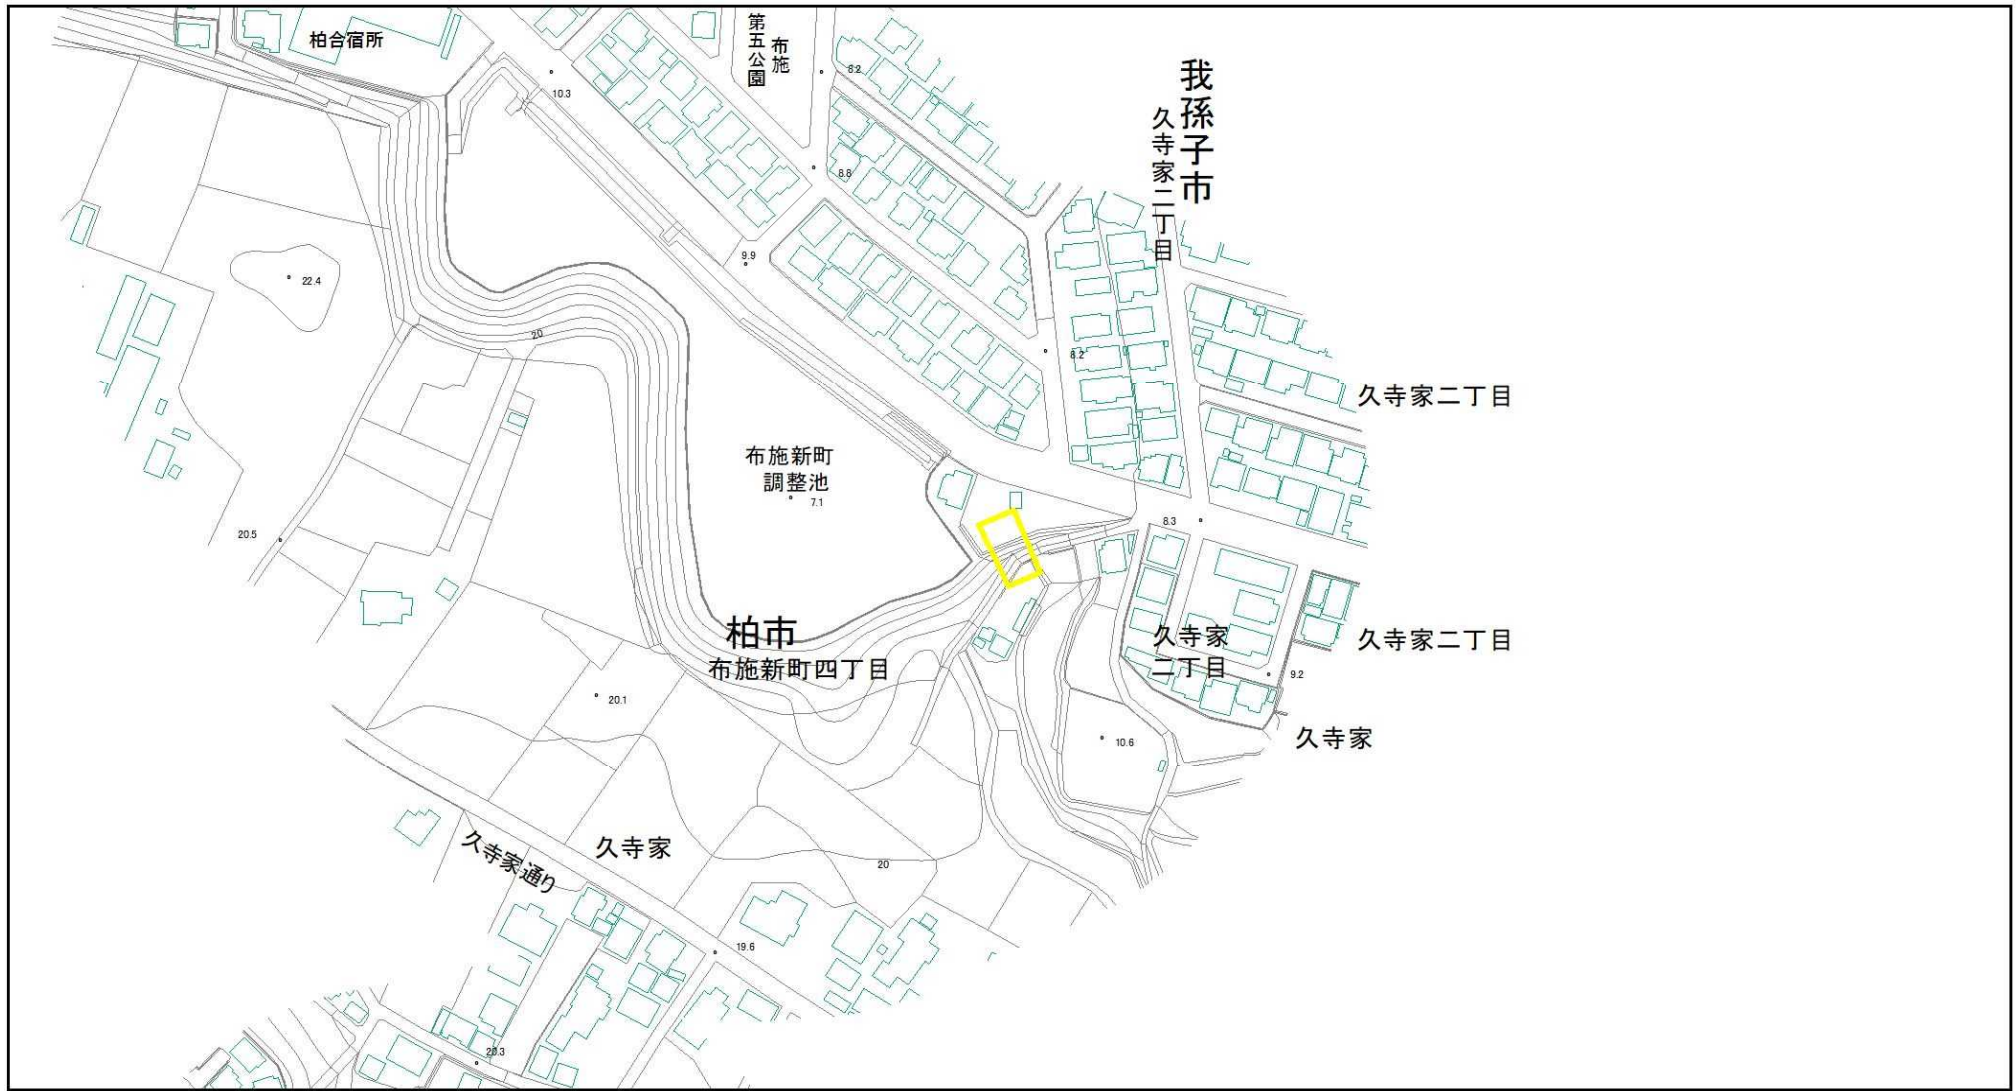 柏合宿所
布施
第五公園
8.2
10.3
我孫子市
久寺家二丁目
8.8
9.9
22.4
20
8.2
久寺家二丁目
布施新町
調整池
7.1
20.5
8.3
柏市
布施新町四丁目
久寺家
二丁目
久寺家二丁目
9.2
20.1
10.6
久寺家
久寺家通り
久寺家
20
19.6
20.3